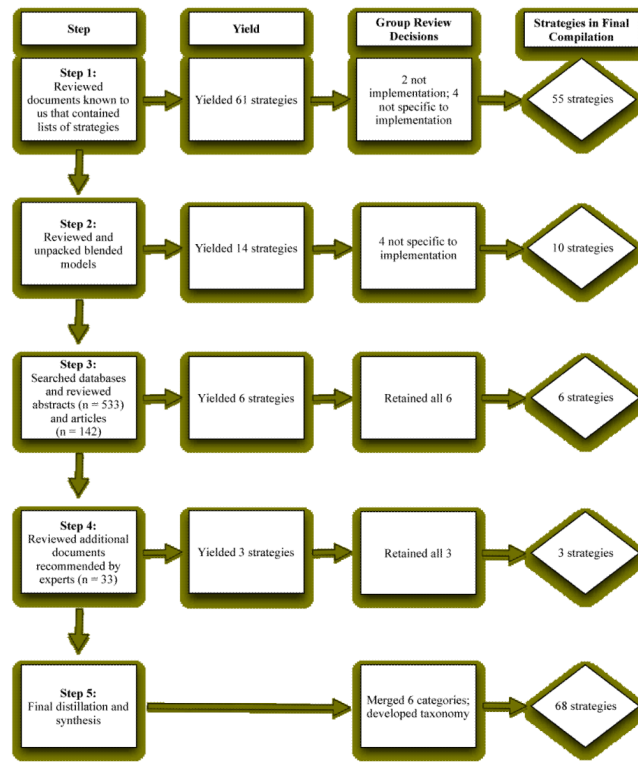 Step
Yield
Group Review
Decisions
Strategies in Final
Compilation
Step 1:
Reviewed
documents known to
us that contained
lists of strategies
Yielded 61 strategies
2 not
implementation; 4
not specific to
implementation
55 strategies
Step 2:
Reviewed and
unpacked blended
models
Yielded 14 strategies
4 not specific to
implementation
10 strategies
Step 3:
Searched databases
and reviewed
abstracts (n = 533)
and articles
(n = 142)
Yielded 6 strategies
Retained all 6
6 strategies
Step 4:
Reviewed additional
documents
recommended by
experts (n = 33)
Yielded 3 strategies
Retained all 3
3 strategies
Step 5:
Final distillation and
synthesis
Merged 6 categories;
developed taxonomy
68 strategies